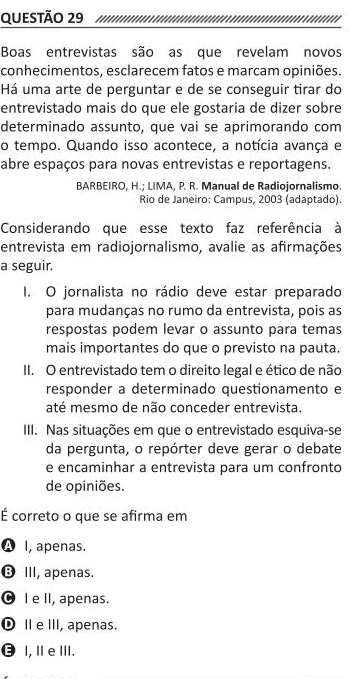 QUESTÃO 29
Boas entrevistas são as que revelam novos
conhecimentos, esclarecem fatos e marcam opiniões.
Há uma arte de perguntar e de se conseguir tirar do
entrevistado mais do que ele gostaria de dizer sobre
determinado assunto, que vai se aprimorando com
o tempo. Quando isso acontece, a notícia avança e
abre espaços para novas entrevistas e reportagens.
BARBEIRO, H.; LIMA, P. R. Manual de Radiojornalismo.
Rio de Janeiro: Campus, 2003 (adaptado).
Considerando que esse texto faz referência à
entrevista em radiojornalismo, avalie as afirmações
a seguir.
I. O jornalista no rádio deve estar preparado
para mudanças no rumo da entrevista, pois as
respostas podem levar o assunto para temas
mais importantes do que o previsto na pauta.
II. O entrevistado tem o direito legal e ético de não
responder a determinado questionamento e
até mesmo de não conceder entrevista.
III. Nas situações em que o entrevistado esquiva-se
da pergunta, o repórter deve gerar o debate
e encaminhar a entrevista para um confronto
de opiniões.
É correto o que se afirma em
A I, apenas.
B III, apenas.
C I e II, apenas.
D II e III, apenas.
E I, II e III.